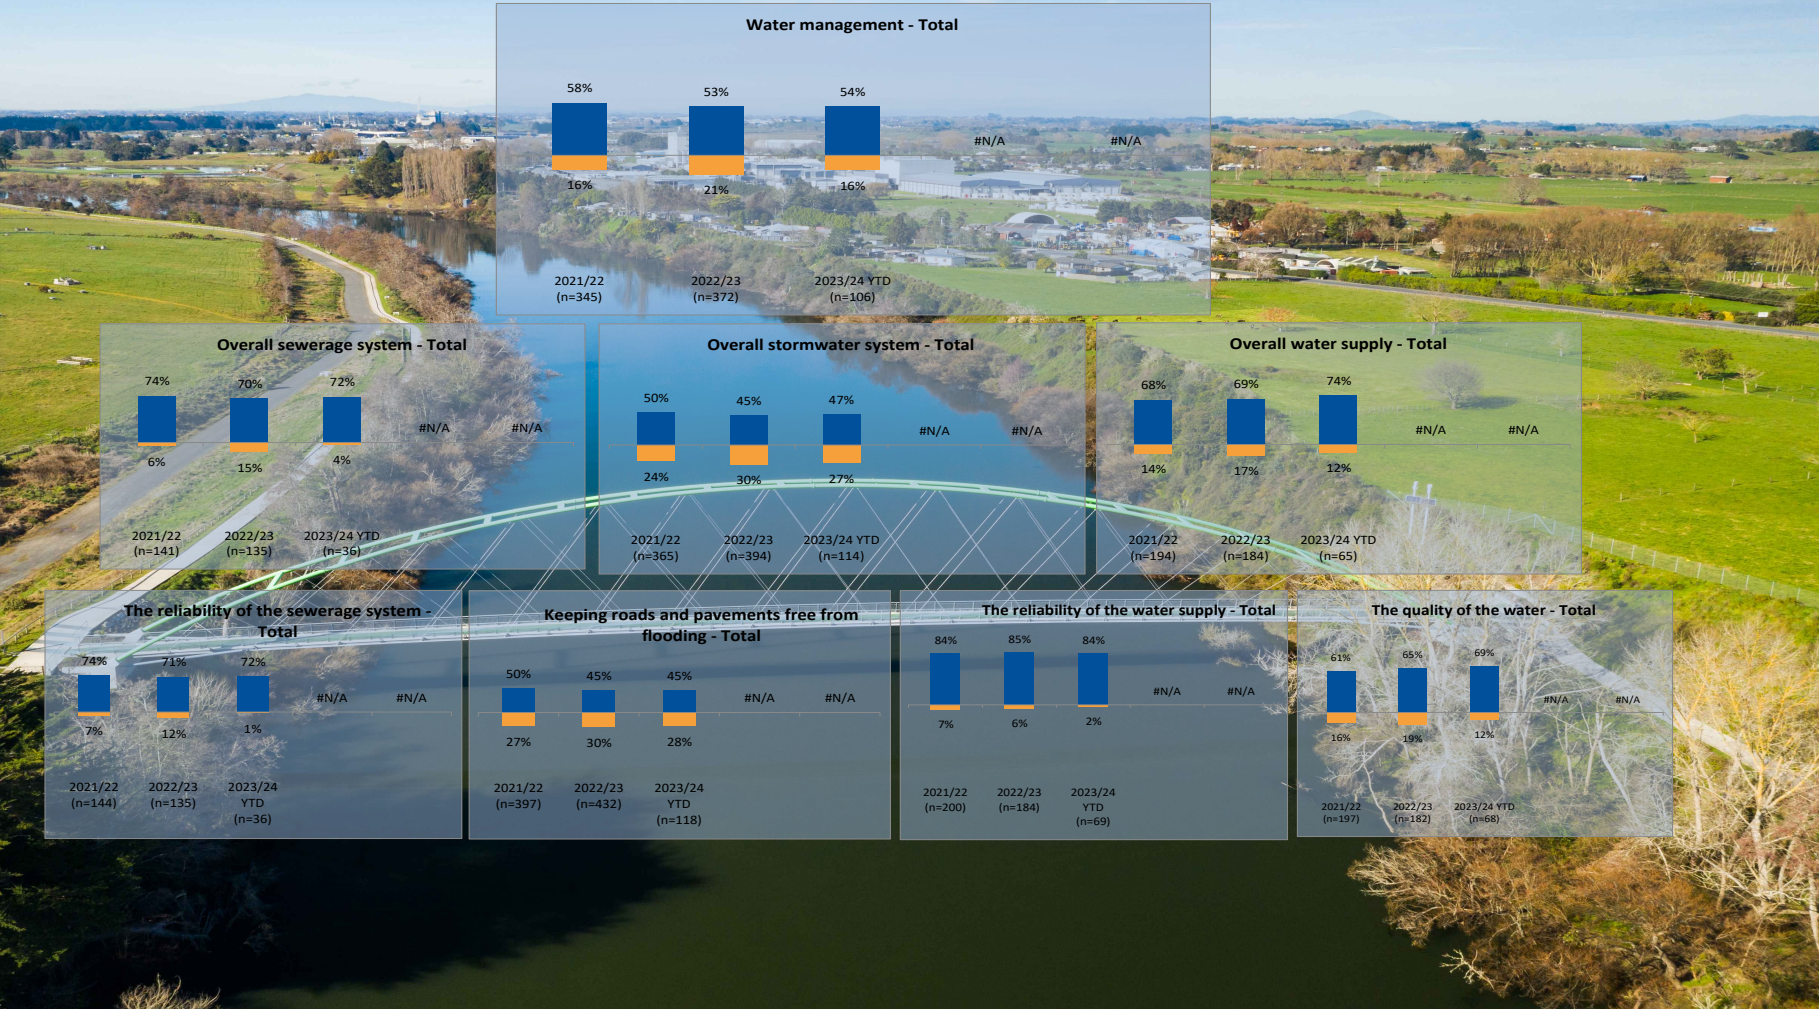 Water management - Total
58%
53%
54%
#N/A
#N/A
16%
21%
16%
2021/22
(n=345)
2022/23
(n=372)
2023/24 YTD
(n=106)
Overall sewerage system - Total
74%
70%
72%
#N/A
#N/A
6%
15%
4%
2021/22
(n=141)
2022/23
(n=135)
2023/24 YTD
(n=36)
Overall stormwater system - Total
50%
45%
47%
#N/A
#N/A
24%
30%
27%
2021/22
(n=365)
2022/23
(n=394)
2023/24 YTD
(n=114)
Overall water supply - Total
68%
69%
74%
#N/A
#N/A
14%
17%
12%
2021/22
(n=194)
2022/23
(n=184)
2023/24 YTD
(n=65)
The reliability of the sewerage system -
Total
74%
71%
72%
#N/A
#N/A
7%
12%
1%
2021/22
(n=144)
2022/23
(n=135)
2023/24
YTD
(n=36)
Keeping roads and pavements free from
flooding - Total
50%
45%
45%
#N/A
#N/A
27%
30%
28%
2021/22
(n=397)
2022/23
(n=432)
2023/24
YTD
(n=118)
The reliability of the water supply - Total
84%
85%
84%
#N/A
#N/A
7%
6%
2%
2021/22
(n=200)
2022/23
(n=184)
2023/24
YTD
(n=69)
The quality of the water - Total
61%
65%
69%
#N/A
#N/A
16%
19%
12%
2021/22
(n=197)
2022/23
(n=182)
2023/24 YTD
(n=68)